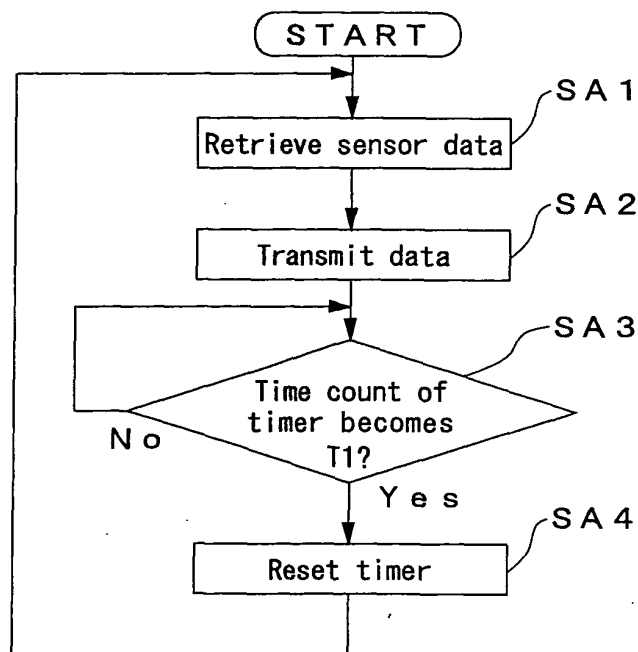 START
SA1
Retrieve sensor data
SA2
Transmit data
SA3
Time count of
timer becomes
T1?
No
Yes
SA4
Reset timer